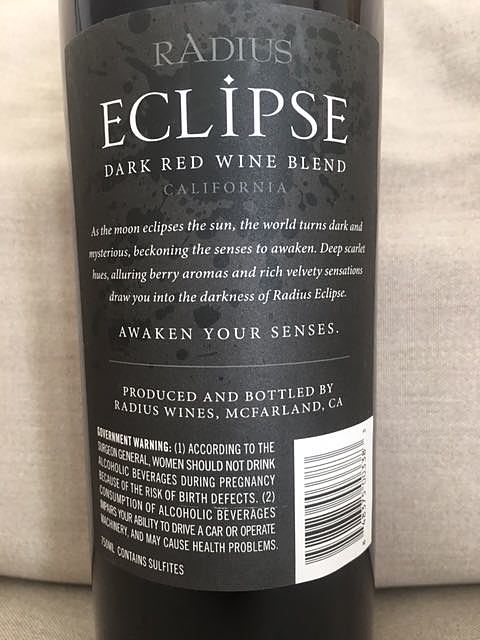 RADIUS
ECLIPSE
DARK RED WINE BLEND
CALIFORNIA
As the moon eclipses the sun, the world turns dark and
mysterious, beckoning the senses to awaken. Deep scarlet
hues, alluring berry aromas and rich velvety sensations
draw you into the darkness of Radius Eclipse.
AWAKEN YOUR SENSES.
PRODUCED AND BOTTLED BY
RADIUS WINES, MCFARLAND, CA
GOVERNMENT WARNING: (1) ACCORDING TO THE
SURGEON GENERAL, WOMEN SHOULD NOT DRINK
ALCOHOLIC BEVERAGES DURING PREGNANCY
BECAUSE OF THE RISK OF BIRTH DEFECTS. (2)
CONSUMPTION OF ALCOHOLIC BEVERAGES
IMPAIRS YOUR ABILITY TO DRIVE A CAR OR OPERATE
MACHINERY, AND MAY CAUSE HEALTH PROBLEMS.
750ML CONTAINS SULFITES